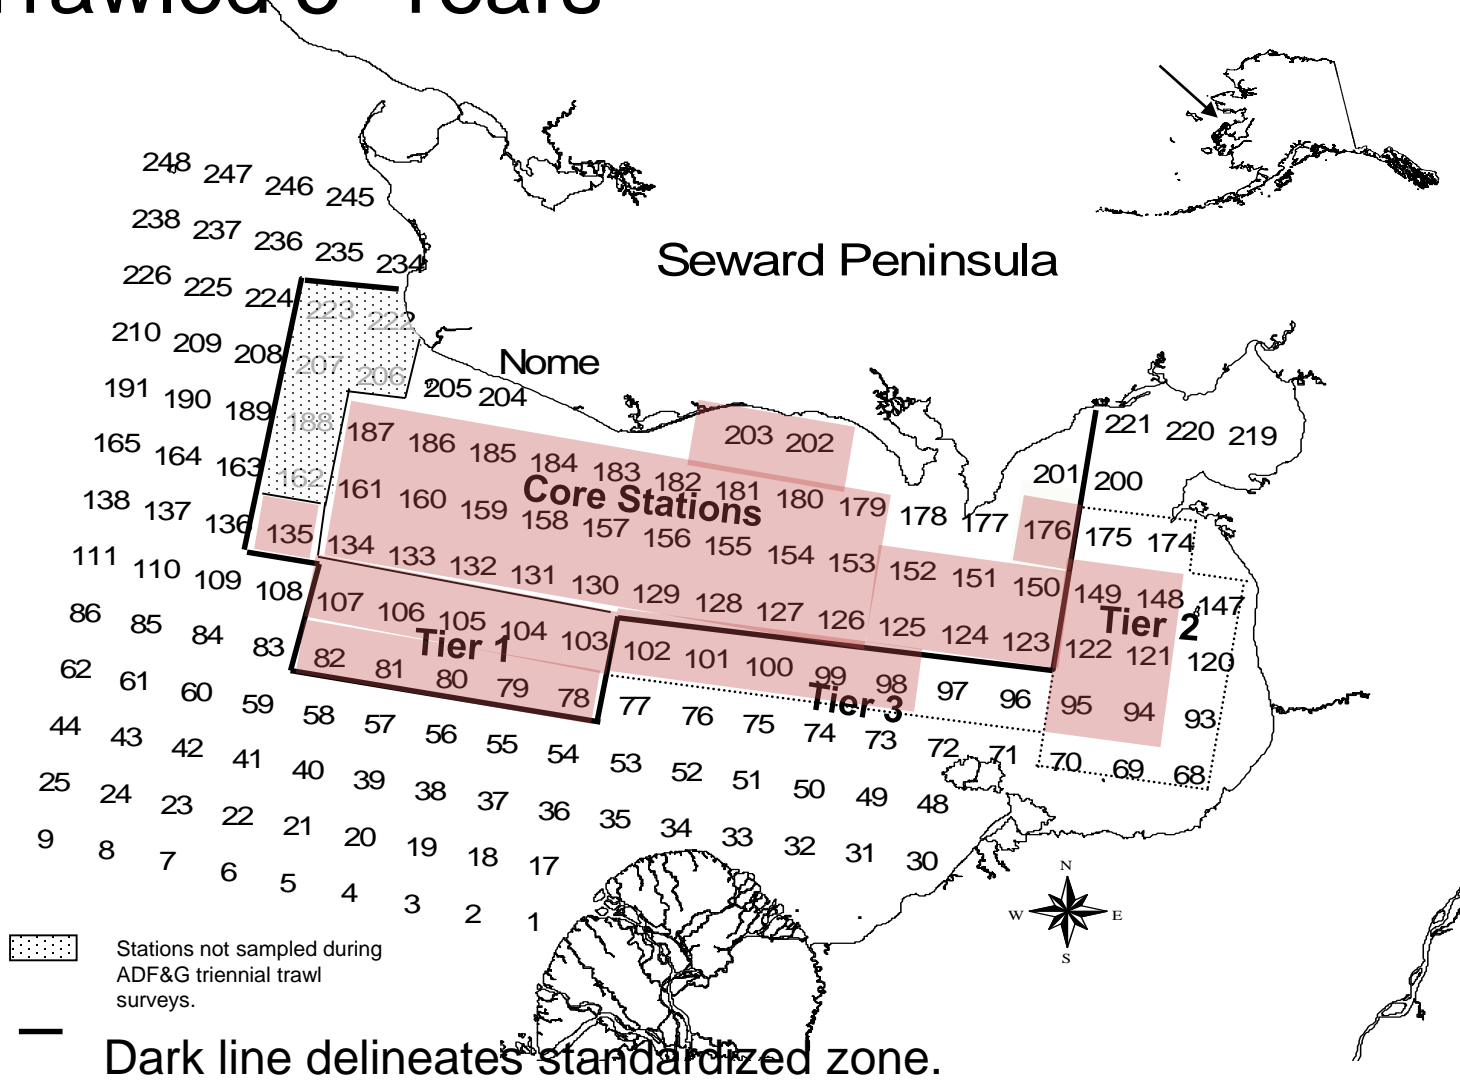 Trawled 3+ Years
248 247 246 245
238 237 236 235 234
Seward Peninsula
226 225 224 223 222
210 209 208 207 206
Nome
191 190 189 188 205 204
165 164 163 162 187 186 185 184 183 182 181 180 179 203 202
201 200 221 220 219
138 137 136 135 161 160 159 158 157 156 155 154 153 178 177 176 175 174
Core Stations
111 110 109 108 134 133 132 131 130 129 128 127 126 152 151 150 149 148 147
86 85 84 83 107 106 105 104 103 125 124 123 122 121 120
Tier 1
Tier 2
62 61 60 59 82 81 80 79 78 102 101 100 99 98 97 96 95 94 93
Tier 3
44 43 42 41 58 57 56 55 54 77 76 75 74 73 72 71 70 69 68
25 24 23 22 40 39 38 37 36 53 52 51 50 49 48
9 8 7 6 21 20 19 18 17 35 34 33 32 31 30
5 4 3 2 1
N
W E
S
Stations not sampled during
ADF&G triennial trawl
surveys.
Dark line delineates standardized zone.